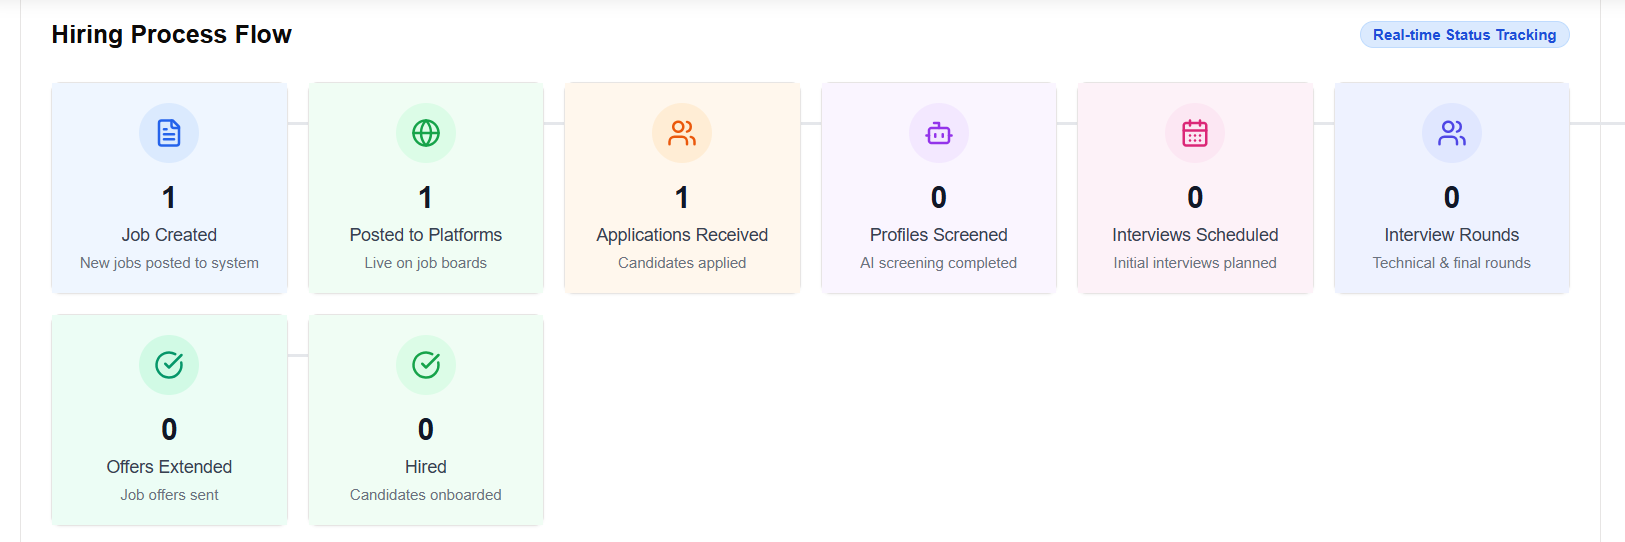 Hiring Process Flow
Real-time Status Tracking
1
Job Created
New jobs posted to system
1
Posted to Platforms
Live on job boards
1
Applications Received
Candidates applied
0
Profiles Screened
AI screening completed
0
Interviews Scheduled
Initial interviews planned
0
Interview Rounds
Technical & final rounds
0
Offers Extended
Job offers sent
0
Hired
Candidates onboarded